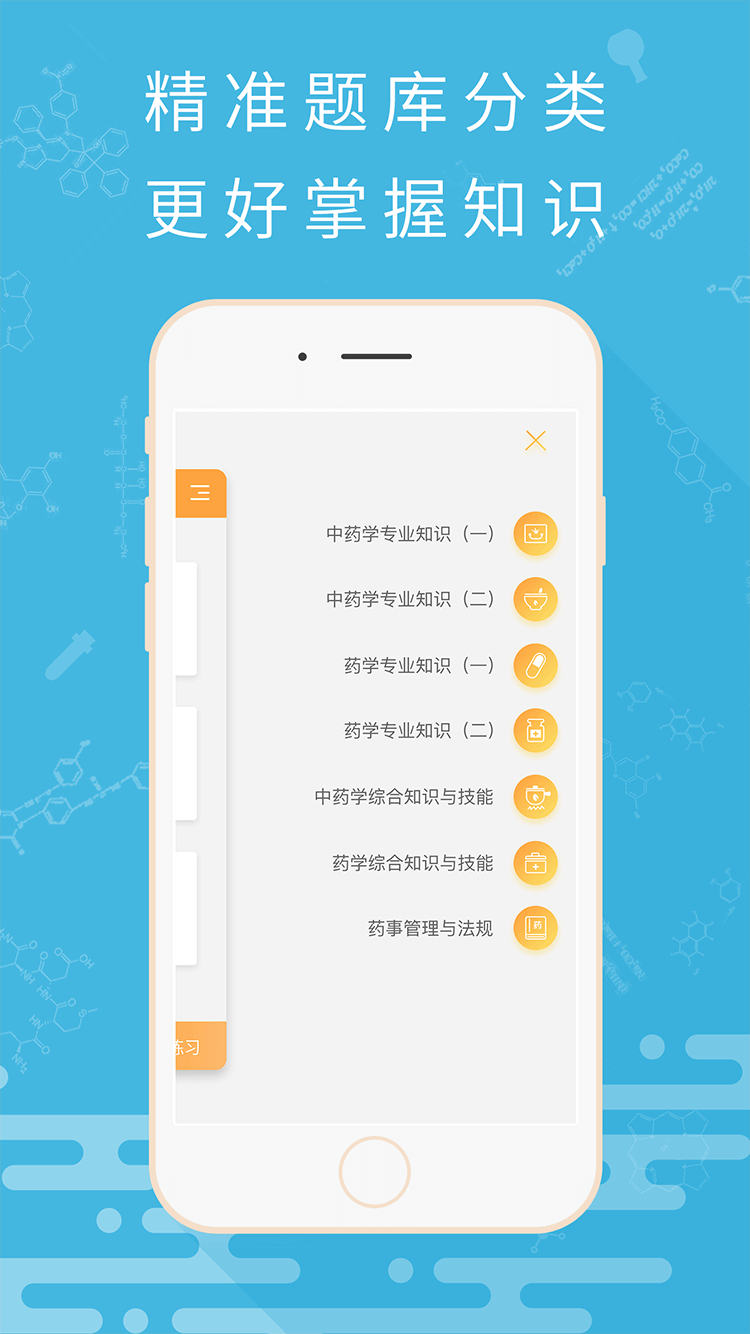 精准题库分类
更好掌握知识
中药学专业知识（一）
中药学专业知识（二）
药学专业知识（一）
药学专业知识（二）
中药学综合知识与技能
药学综合知识与技能
药事管理与法规
药
练习